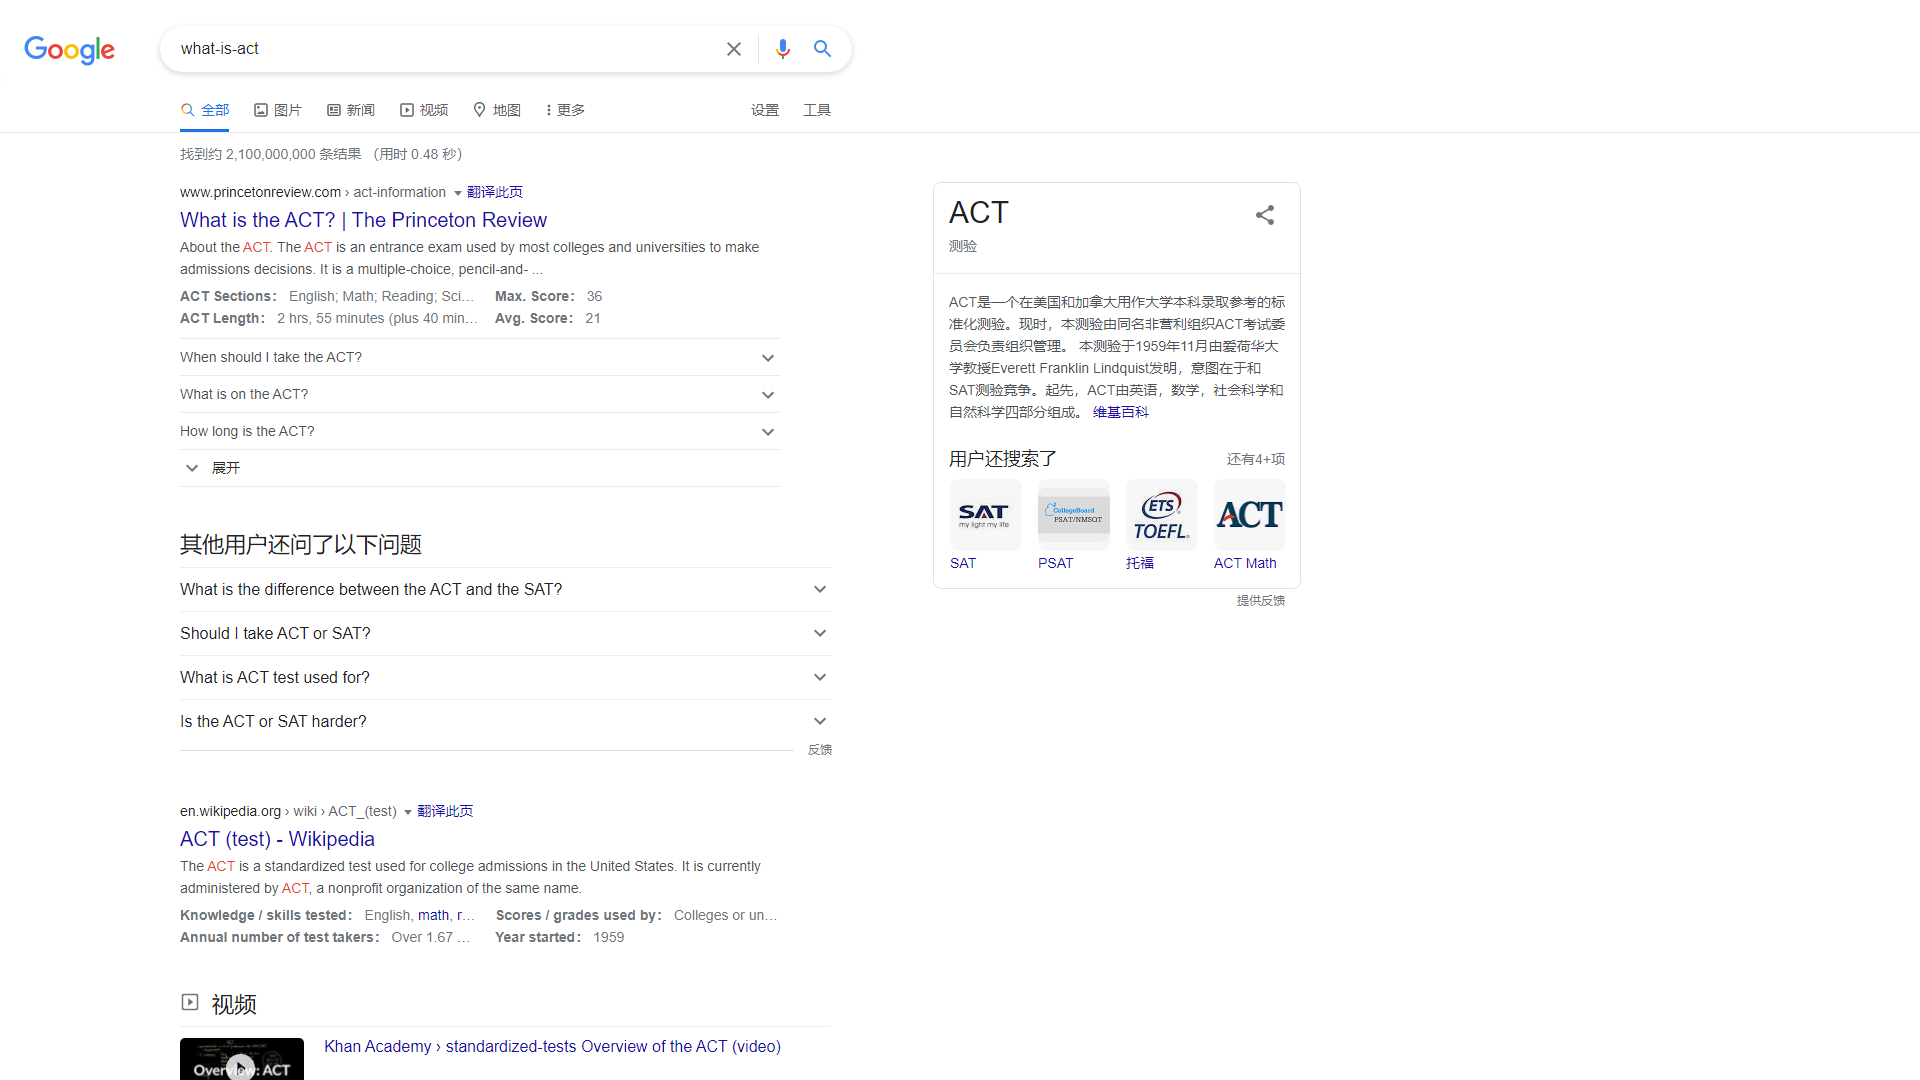 Google
what-is-act
全部 图片 新闻 视频 地图 更多 设置 工具
找到约 2,100,000,000 条结果 （用时 0.48 秒）
www.princetonreview.com › act-information 翻译此页
What is the ACT? | The Princeton Review
About the ACT. The ACT is an entrance exam used by most colleges and universities to make
admissions decisions. It is a multiple-choice, pencil-and- ...
ACT Sections： English; Math; Reading; Sci… Max. Score： 36
ACT Length： 2 hrs, 55 minutes (plus 40 min… Avg. Score： 21
When should I take the ACT?
What is on the ACT?
How long is the ACT?
展开
其他用户还问了以下问题
What is the difference between the ACT and the SAT?
Should I take ACT or SAT?
What is ACT test used for?
Is the ACT or SAT harder?
反馈
en.wikipedia.org › wiki › ACT_(test) 翻译此页
ACT (test) - Wikipedia
The ACT is a standardized test used for college admissions in the United States. It is currently
administered by ACT, a nonprofit organization of the same name.
Knowledge / skills tested： English, math, r… Scores / grades used by： Colleges or un…
Annual number of test takers： Over 1.67 … Year started： 1959
视频
Overview: ACT
Khan Academy › standardized-tests Overview of the ACT (video)
ACT
测验
ACT是一个在美国和加拿大用作大学本科录取参考的标
准化测验。现时，本测验由同名非营利组织ACT考试委
员会负责组织管理。 本测验于1959年11月由爱荷华大
学教授Everett Franklin Lindquist发明，意图在于和
SAT测验竞争。起先，ACT由英语，数学，社会科学和
自然科学四部分组成。 维基百科
用户还搜索了 还有4+项
SAT
my light my life
CollegeBoard
PSAT/NMSQT
ETS
TOEFL
ACT
SAT PSAT 托福 ACT Math
提供反馈